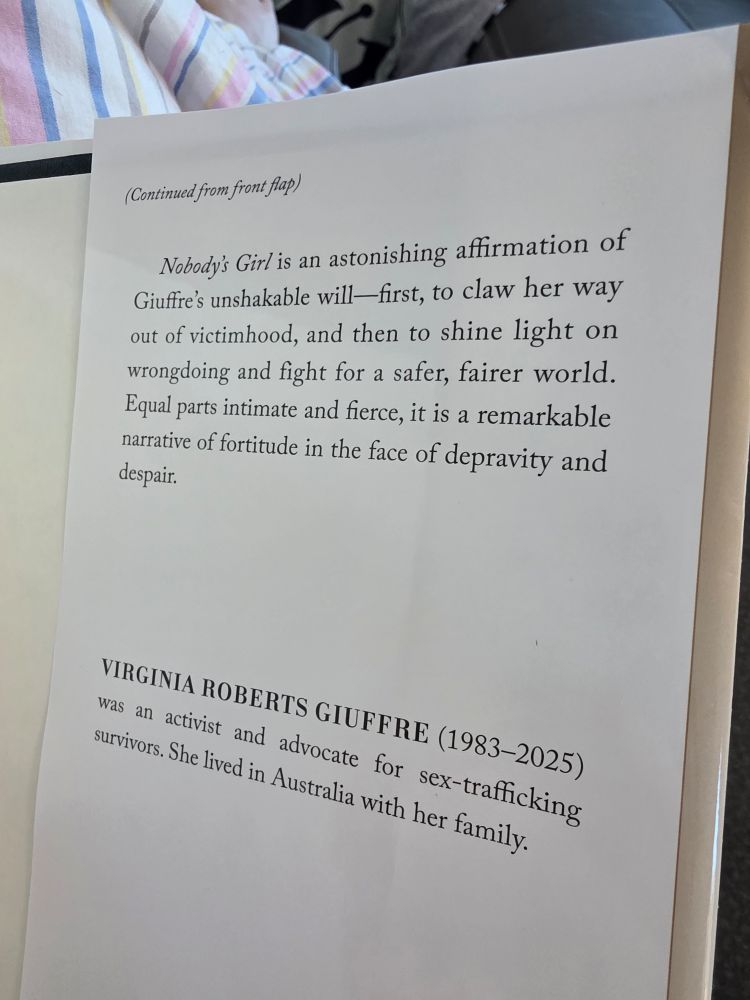 (Continued from front flap)
Nobody's Girl is an astonishing affirmation of
Giuffre's unshakable will—first, to claw her way
out of victimhood, and then to shine light on
wrongdoing and fight for a safer, fairer world.
Equal parts intimate and fierce, it is a remarkable
narrative of fortitude in the face of depravity and
despair.
VIRGINIA ROBERTS GIUFFRE (1983–2025)
was an activist and advocate for sex-trafficking
survivors. She lived in Australia with her family.